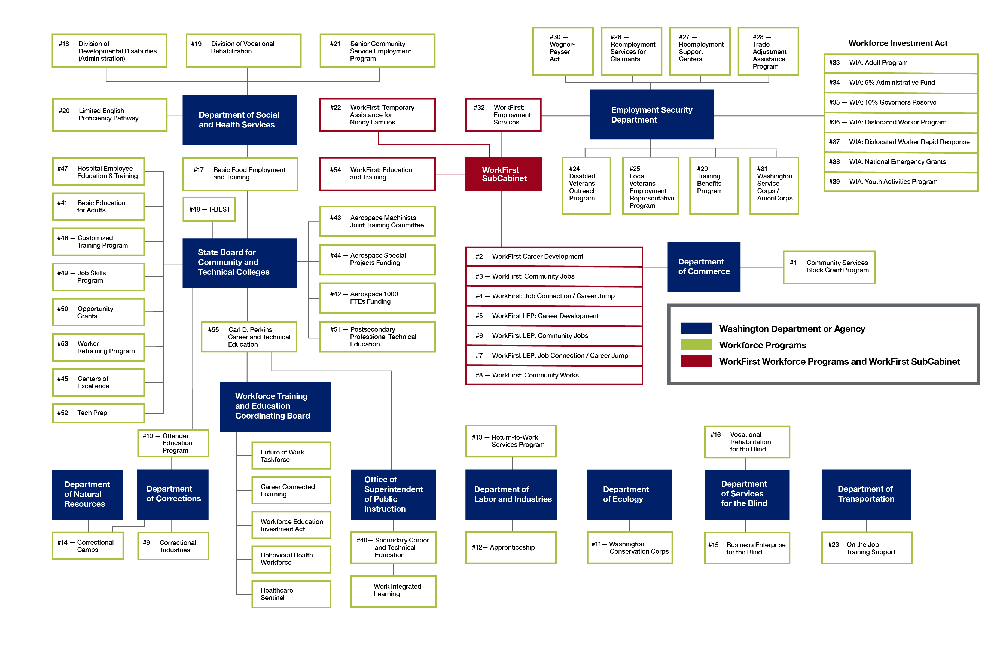 #18 — Division of
Developmental Disabilities
(Administration)
#19 — Division of Vocational
Rehabilitation
#21 — Senior Community
Service Employment
Program
#30 —
Wegner-
Peyser
Act
#26 —
Reemployment
Services for
Claimants
#27 —
Reemployment
Support
Centers
#28 —
Trade
Adjustment
Assistance
Program
Workforce Investment Act
#33 — WIA: Adult Program
#34 — WIA: 5% Administrative Fund
#35 — WIA: 10% Governors Reserve
#36 — WIA: Dislocated Worker Program
#37 — WIA: Dislocated Worker Rapid Response
#38 — WIA: National Emergency Grants
#39 — WIA: Youth Activities Program
#20 — Limited English
Proficiency Pathway
Department of Social
and Health Services
#22 — WorkFirst: Temporary
Assistance for
Needy Families
#32 — WorkFirst:
Employment
Services
Employment Security
Department
#47 — Hospital Employee
Education & Training
#17 — Basic Food Employment
and Training
#54 — WorkFirst: Education
and Training
WorkFirst
SubCabinet
#24 —
Disabled
Veterans
Outreach
Program
#25 —
Local
Veterans
Employment
Representative
Program
#29 —
Training
Benefits
Program
#31 —
Washington
Service
Corps /
AmeriCorps
#41 — Basic Education
for Adults
#48 — I-BEST
#46 — Customized
Training Program
#49 — Job Skills
Program
#50 — Opportunity
Grants
#53 — Worker
Retraining Program
#45 — Centers of
Excellence
#52 — Tech Prep
State Board for
Community and
Technical Colleges
#43 — Aerospace Machinists
Joint Training Committee
#44 — Aerospace Special
Projects Funding
#42 — Aerospace 1000
FTEs Funding
#51 — Postsecondary
Professional Technical
Education
#55 — Carl D. Perkins
Career and Technical
Education
#2 — WorkFirst Career Development
#3 — WorkFirst: Community Jobs
#4 — WorkFirst: Job Connection / Career Jump
#5 — WorkFirst LEP: Career Development
#6 — WorkFirst LEP: Community Jobs
#7 — WorkFirst LEP: Job Connection / Career Jump
#8 — WorkFirst: Community Works
Department
of Commerce
#1 — Community Services
Block Grant Program
Washington Department or Agency
Workforce Programs
WorkFirst Workforce Programs and WorkFirst SubCabinet
Workforce Training
and Education
Coordinating Board
#10 — Offender
Education
Program
Department
of Natural
Resources
Department
of Corrections
#14 — Correctional
Camps
#9 — Correctional
Industries
Future of Work
Taskforce
Career Connected
Learning
Workforce Education
Investment Act
Behavioral Health
Workforce
Healthcare
Sentinel
Office of
Superintendent
of Public
Instruction
#40— Secondary Career
and Technical
Education
Work Integrated
Learning
#13 — Return-to-Work
Services Program
Department of
Labor and Industries
#12— Apprenticeship
Department
of Ecology
#11— Washington
Conservation Corps
#16 — Vocational
Rehabilitation
for the Blind
Department
of Services
for the Blind
#15— Business Enterprise
for the Blind
Department of
Transportation
#23— On the Job
Training Support